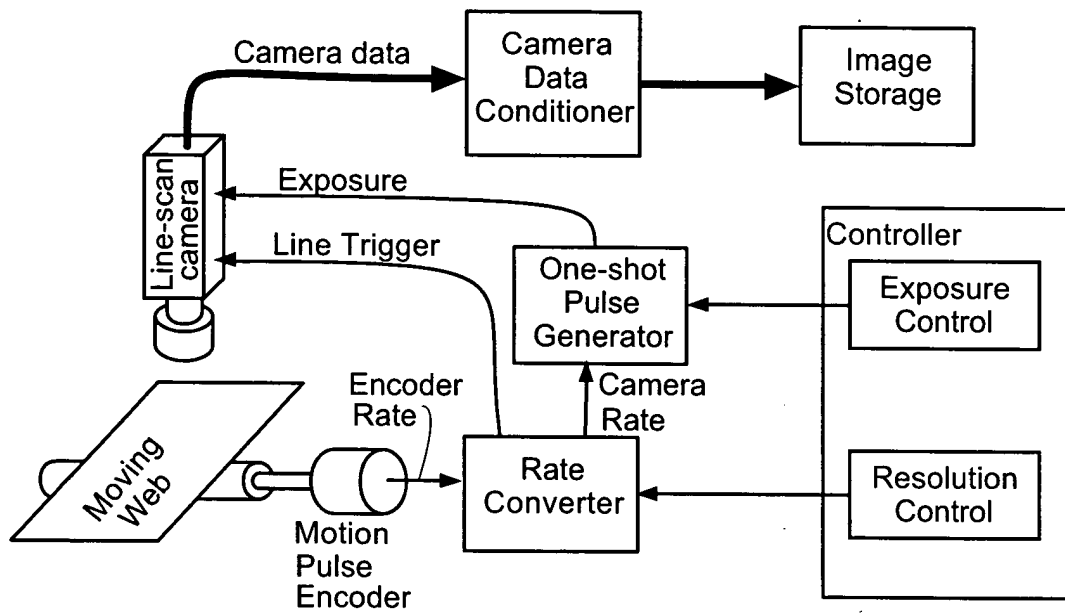 Camera data
Camera
Data
Conditioner
Image
Storage
Line-scan
camera
Exposure
Line Trigger
One-shot
Pulse
Generator
Controller
Exposure
Control
Encoder
Rate
Camera
Rate
Moving
Web
Rate
Converter
Resolution
Control
Motion
Pulse
Encoder